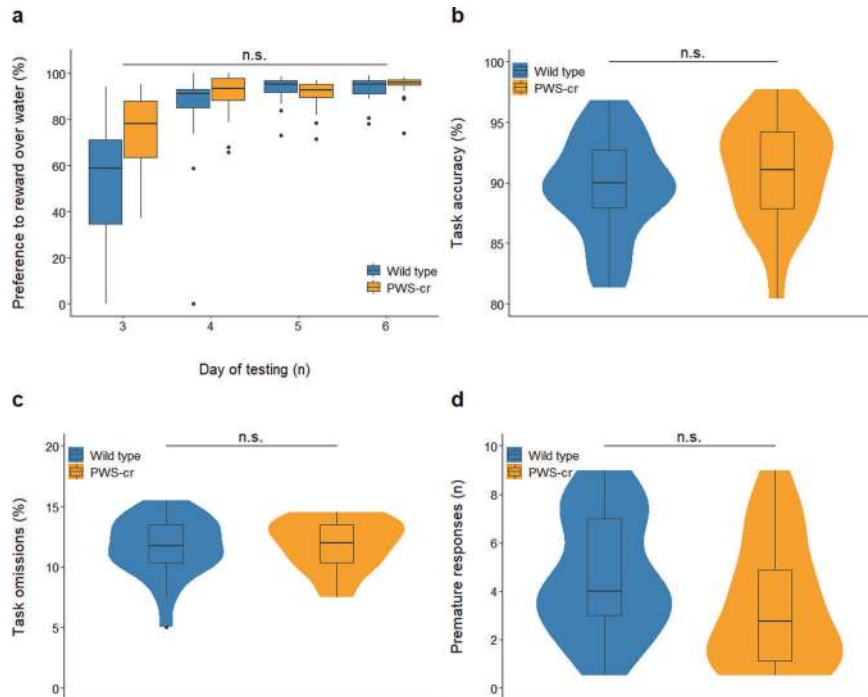 a
n.s.
Preference to reward over water (%)
100
80
60
40
20
0
Wild type
PWS-cr
3 4 5 6
Day of testing (n)
b
n.s.
Task accuracy (%)
100
95
90
85
80
Wild type
PWS-cr
c
n.s.
Task omissions (%)
20
15
10
5
0
Wild type
PWS-cr
d
n.s.
Premature responses (n)
10
8
6
4
2
0
Wild type
PWS-cr